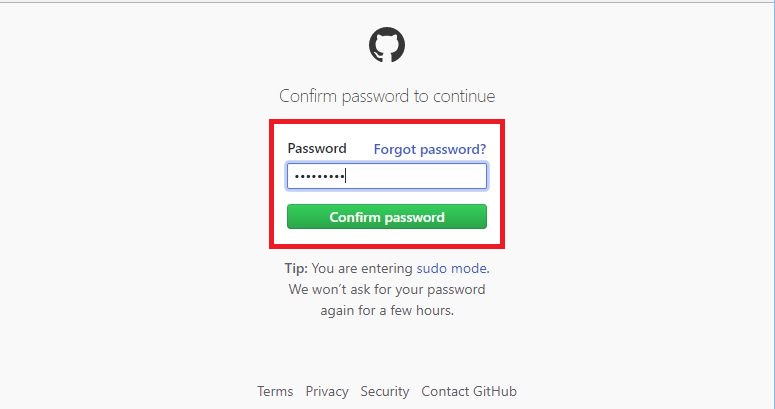 Confirm password to continue
Password Forgot password?
•••••••••
Confirm password
Tip: You are entering sudo mode.
We won’t ask for your password
again for a few hours.
Terms Privacy Security Contact GitHub